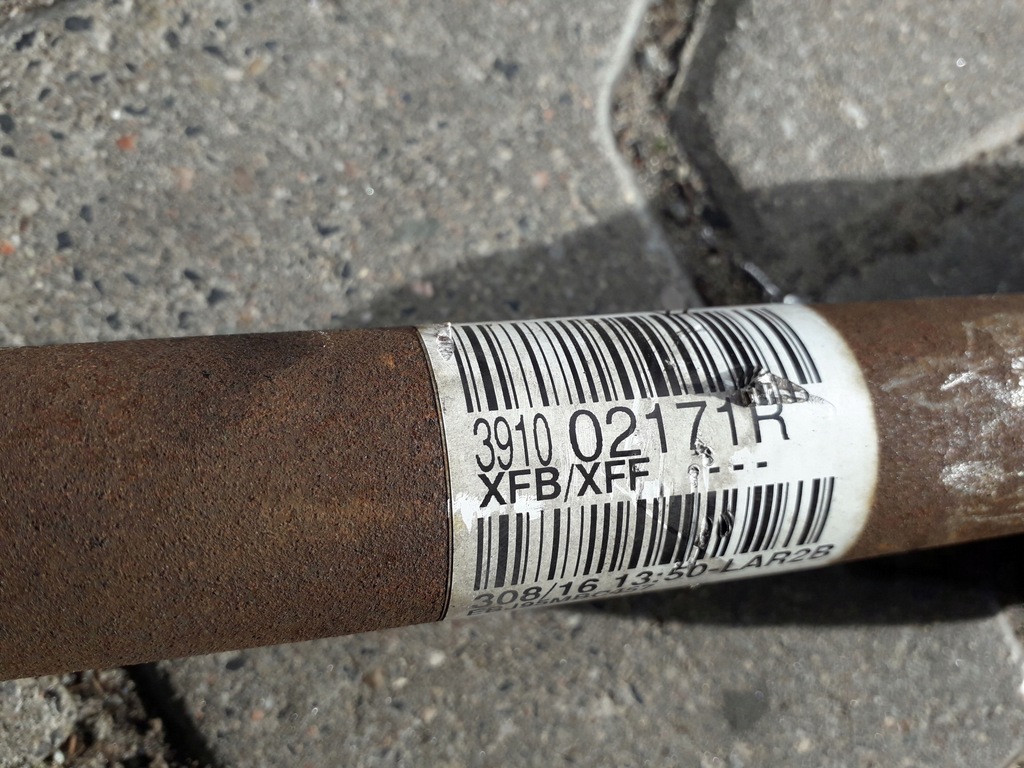 3910 02171R
XFB/XFF ---
308/16 13:50-LAR2B